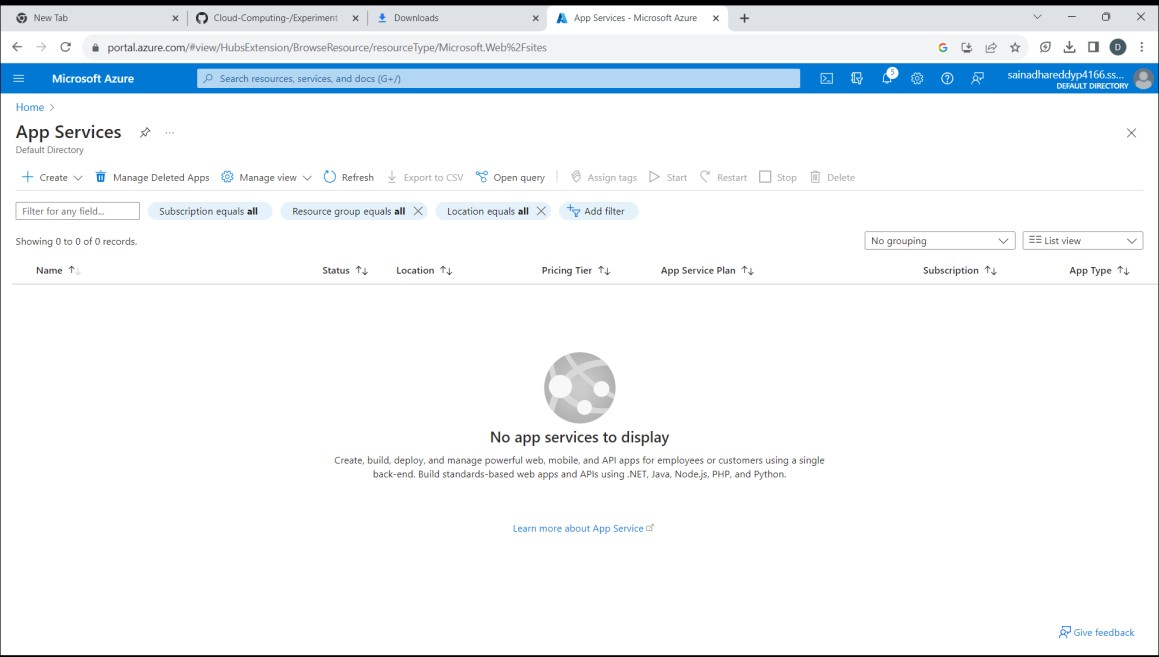 New Tab
Cloud-Computing-/Experiment
Downloads
App Services - Microsoft Azure
portal.azure.com/#view/HubsExtension/BrowseResource/resourceType/Microsoft.Web%2Fsites
D
Microsoft Azure
Search resources, services, and docs (G+/)
5
sainadhareddyp4166.ss...
DEFAULT DIRECTORY
Home >
App Services
...
Default Directory
Create
Manage Deleted Apps
Manage view
Refresh
Export to CSV
Open query
Assign tags
Start
Restart
Stop
Delete
Filter for any field...
Subscription equals all
Resource group equals all
Location equals all
Add filter
Showing 0 to 0 of 0 records.
No grouping
List view
Name
Status
Location
Pricing Tier
App Service Plan
Subscription
App Type
No app services to display
Create, build, deploy, and manage powerful web, mobile, and API apps for employees or customers using a single
back-end. Build standards-based web apps and APIs using .NET, Java, Node.js, PHP, and Python.
Learn more about App Service
Give feedback